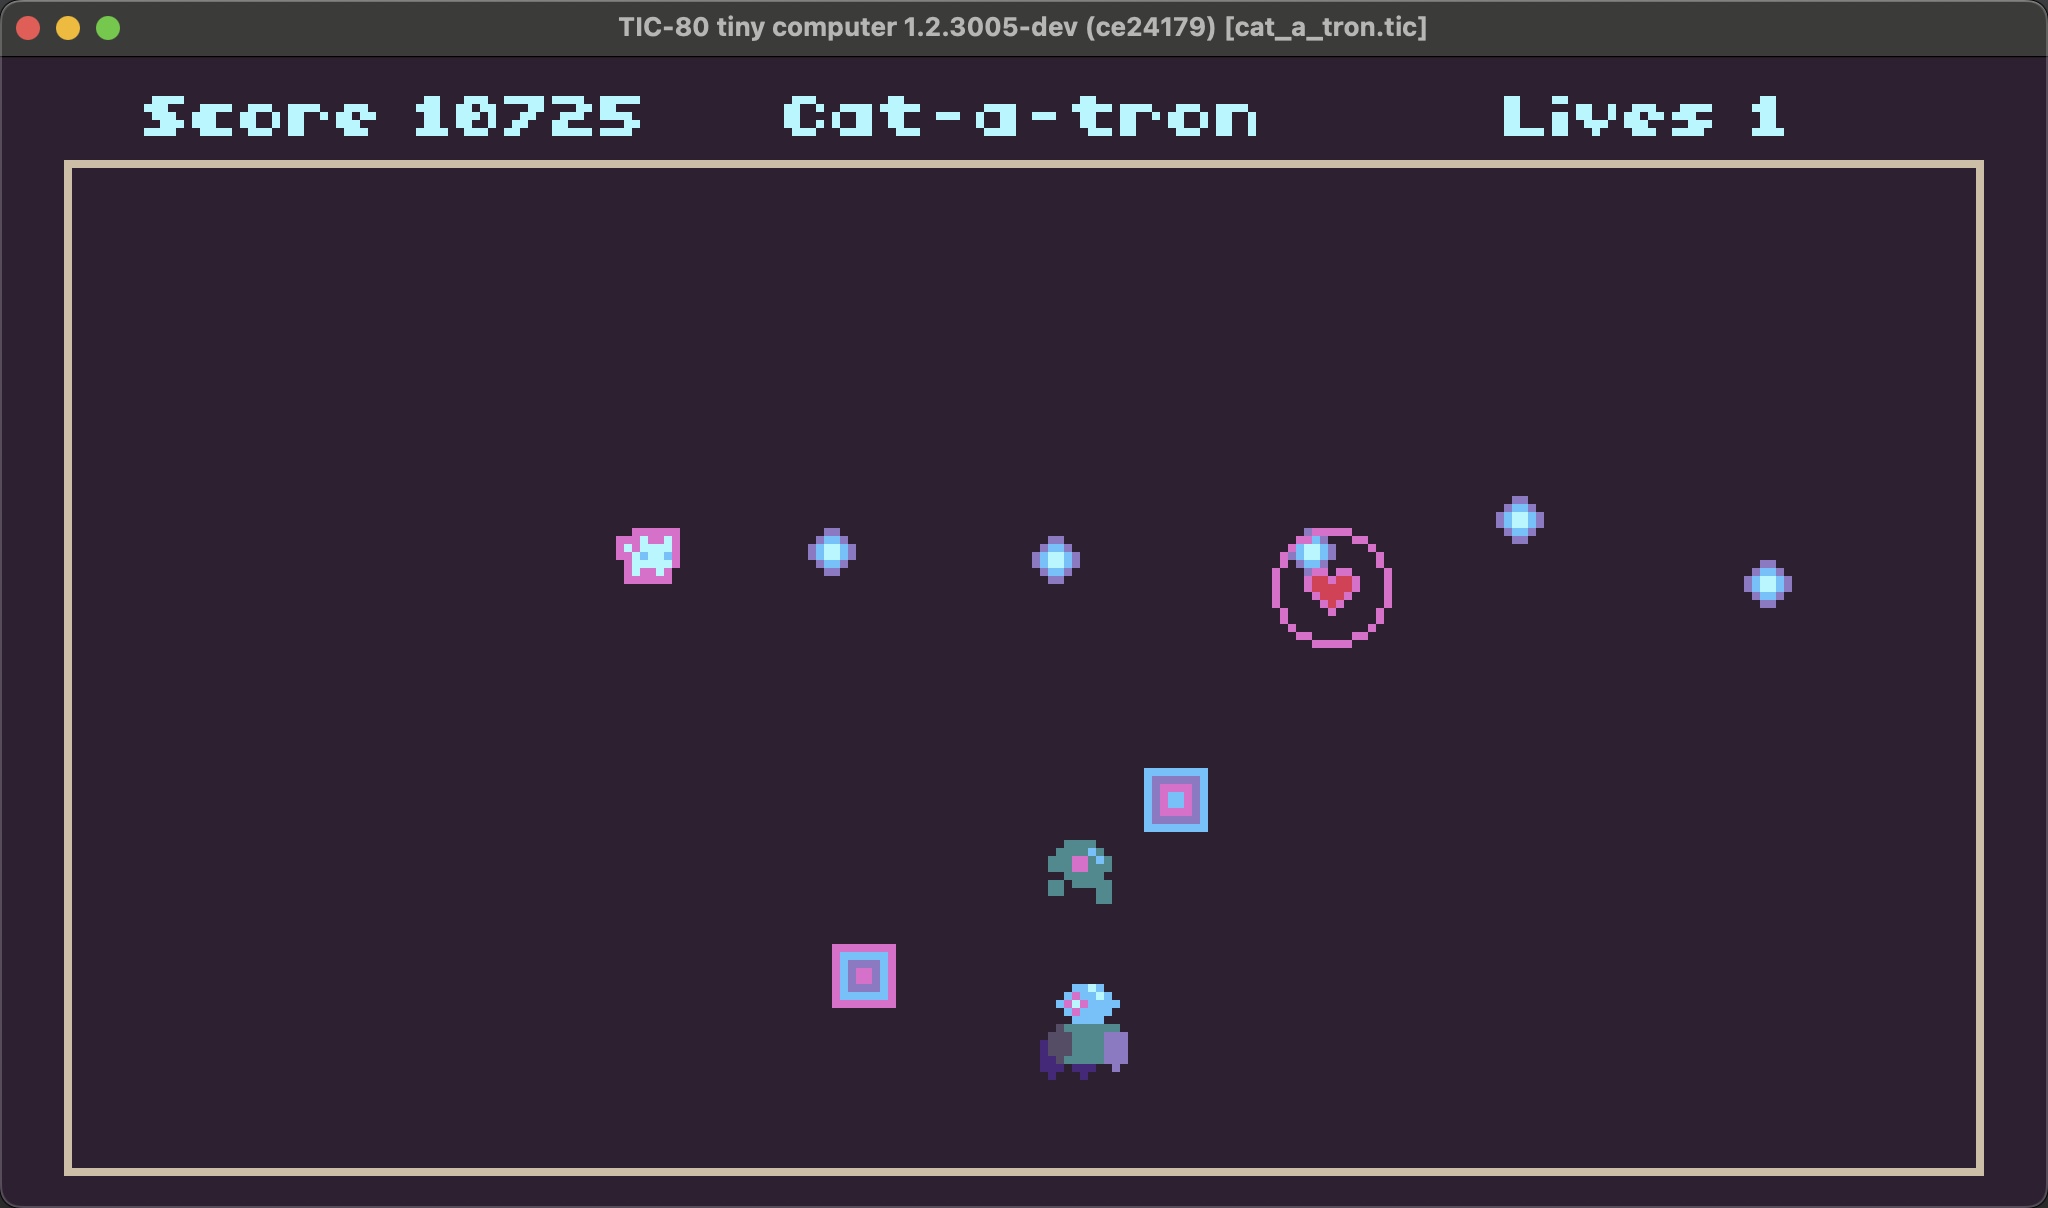 TIC-80 tiny computer 1.2.3005-dev (ce24179) [cat_a_tron.tic]
Score 10725 Cat-a-tron Lives 1